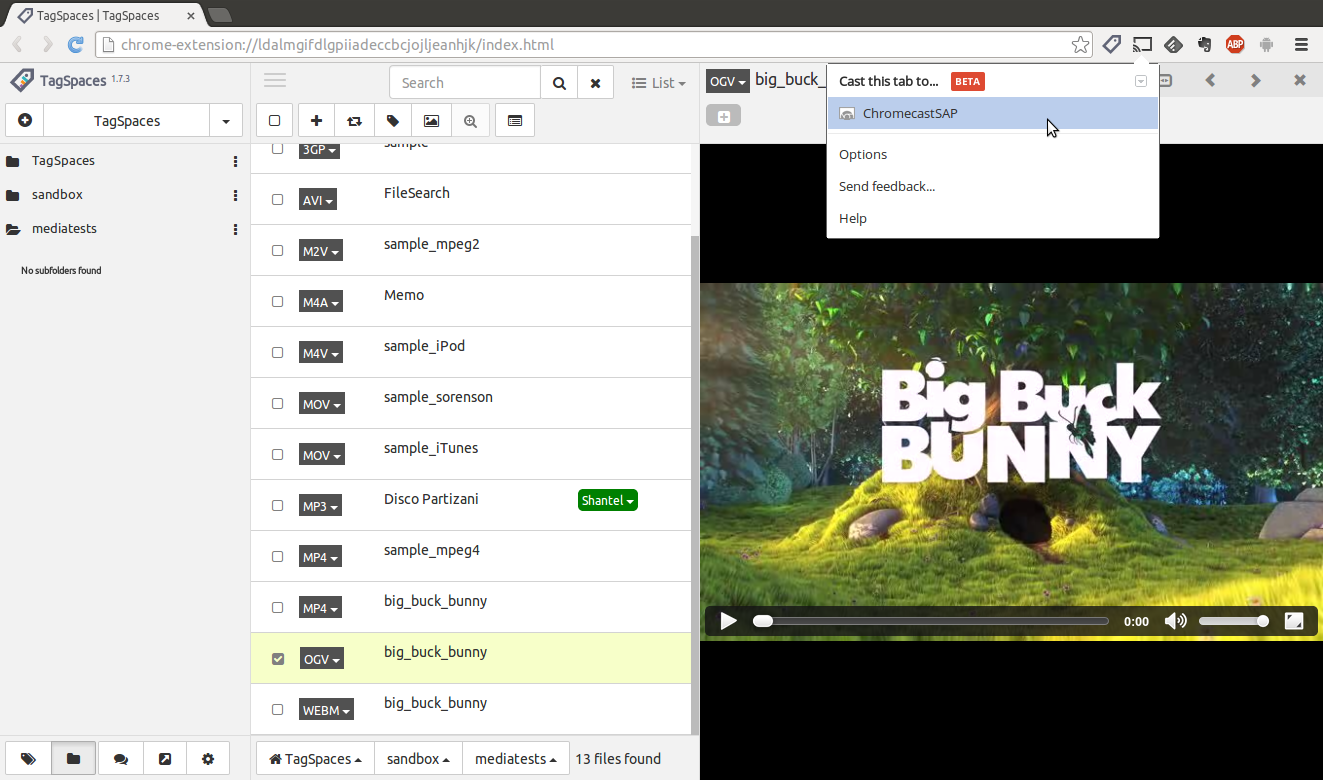 TagSpaces | TagSpaces
chrome-extension://ldalmgifdlgpiiadeccbcjojljeanhjk/index.html
ABP
TagSpaces 1.7.3
Search
List
TagSpaces
TagSpaces
sandbox
mediatests
No subfolders found
3GP sample
AVI FileSearch
M2V sample_mpeg2
M4A Memo
M4V sample_iPod
MOV sample_sorenson
MOV sample_iTunes
MP3 Disco Partizani Shantel
MP4 sample_mpeg4
MP4 big_buck_bunny
OGV big_buck_bunny
WEBM big_buck_bunny
TagSpaces sandbox mediatests 13 files found
OGV big_buck_
Cast this tab to... BETA
ChromecastSAP
Options
Send feedback...
Help
Big Buck
BUNNY
0:00